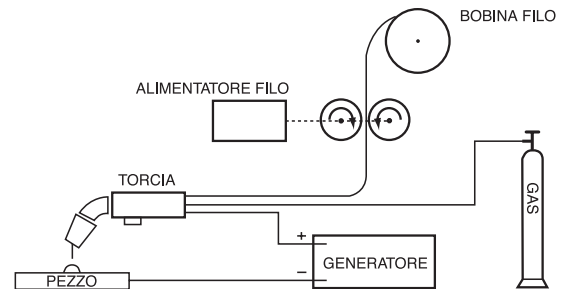 BOBINA FILO
ALIMENTATORE FILO
TORCIA
GAS
+
GENERATORE
−
PEZZO